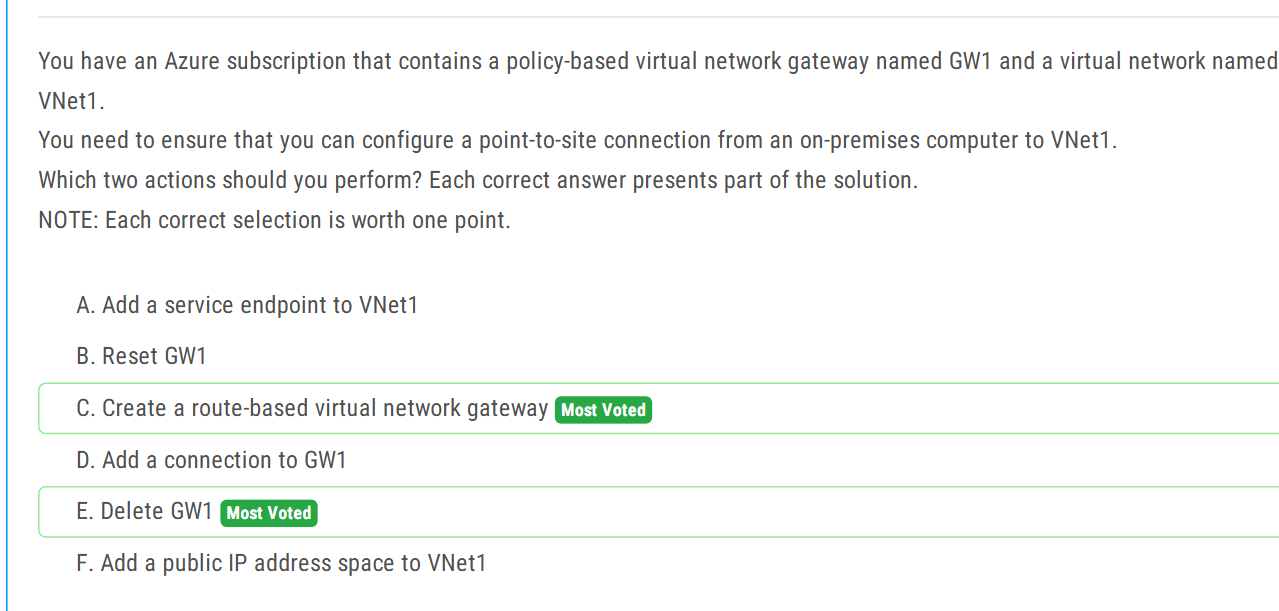 You have an Azure subscription that contains a policy-based virtual network gateway named GW1 and a virtual network named
VNet1.
You need to ensure that you can configure a point-to-site connection from an on-premises computer to VNet1.
Which two actions should you perform? Each correct answer presents part of the solution.
NOTE: Each correct selection is worth one point.
A. Add a service endpoint to VNet1
B. Reset GW1
C. Create a route-based virtual network gateway Most Voted
D. Add a connection to GW1
E. Delete GW1 Most Voted
F. Add a public IP address space to VNet1